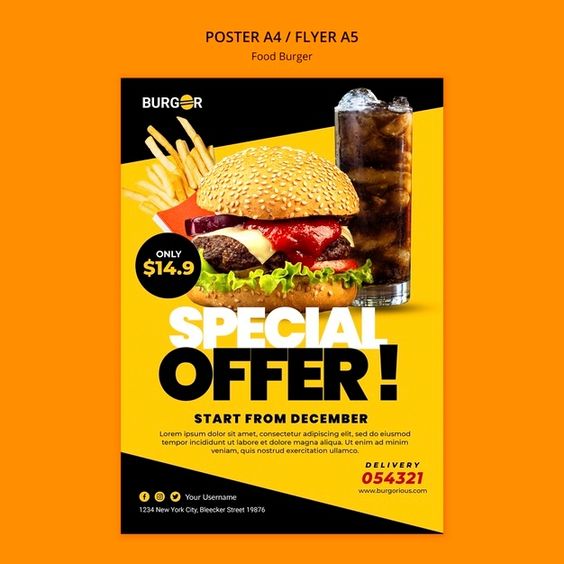 POSTER A4 / FLYER A5
Food Burger
BURGOR
ONLY
$14.9
SPECIAL
OFFER!
START FROM DECEMBER
Lorem ipsum dolor sit amet, consectetur adipiscing elit, sed do eiusmod
tempor incididunt ut labore et dolore magna aliqua. Ut enim ad minim
veniam, quis nostrud exercitation ullamco.
DELIVERY
054321
www.burgorious.com
Your Username
1234 New York City, Bleecker Street 19876